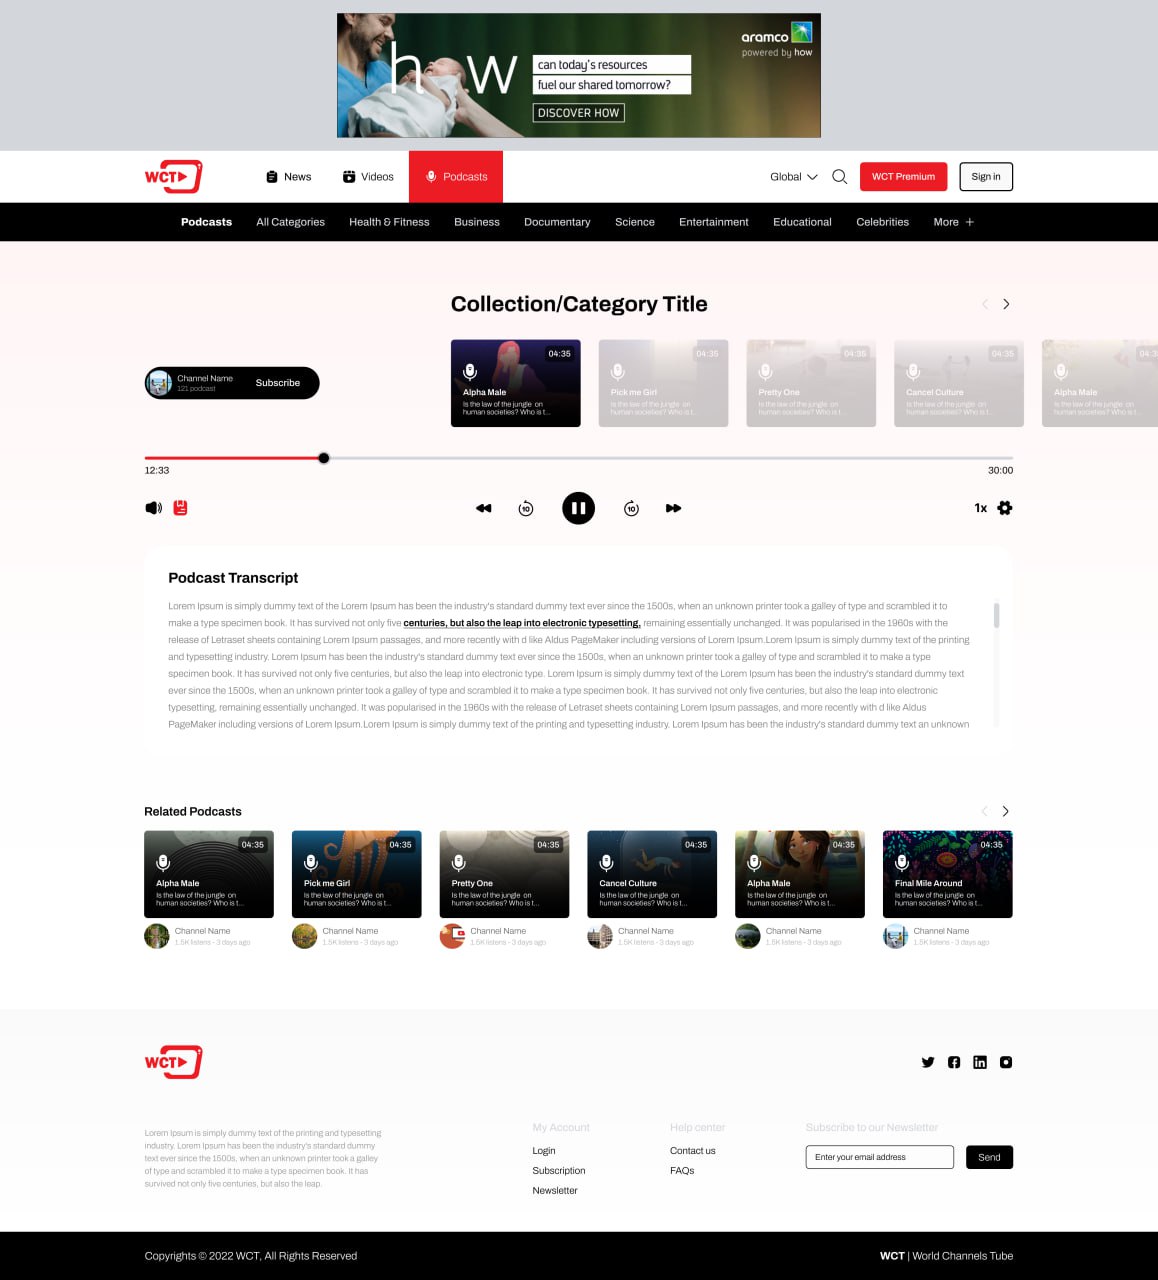 how
can today's resources
fuel our shared tomorrow?
DISCOVER HOW
aramco
powered by how
WCT
News
Videos
Podcasts
Global
WCT Premium
Sign in
Podcasts
All Categories
Health & Fitness
Business
Documentary
Science
Entertainment
Educational
Celebrities
More +
Collection/Category Title
Channel Name
121 podcast
Subscribe
04:35
Alpha Male
Is the law of the jungle on
human societies? Who is t...
04:35
Pick me Girl
Is the law of the jungle on
human societies? Who is t...
04:35
Pretty One
Is the law of the jungle on
human societies? Who is t...
04:35
Cancel Culture
Is the law of the jungle on
human societies? Who is t...
04:3
Alpha Male
Is the law of the jungle on
human societies? Who is t...
12:33
30:00
10
10
1x
Podcast Transcript
Lorem Ipsum is simply dummy text of the Lorem Ipsum has been the industry's standard dummy text ever since the 1500s, when an unknown printer took a galley of type and scrambled it to
make a type specimen book. It has survived not only five centuries, but also the leap into electronic typesetting, remaining essentially unchanged. It was popularised in the 1960s with the
release of Letraset sheets containing Lorem Ipsum passages, and more recently with d like Aldus PageMaker including versions of Lorem Ipsum.Lorem Ipsum is simply dummy text of the printing
and typesetting industry. Lorem Ipsum has been the industry's standard dummy text ever since the 1500s, when an unknown printer took a galley of type and scrambled it to make a type
specimen book. It has survived not only five centuries, but also the leap into electronic type. Lorem Ipsum is simply dummy text of the Lorem Ipsum has been the industry's standard dummy text
ever since the 1500s, when an unknown printer took a galley of type and scrambled it to make a type specimen book. It has survived not only five centuries, but also the leap into electronic
typesetting, remaining essentially unchanged. It was popularised in the 1960s with the release of Letraset sheets containing Lorem Ipsum passages, and more recently with d like Aldus
PageMaker including versions of Lorem Ipsum.Lorem Ipsum is simply dummy text of the printing and typesetting industry. Lorem Ipsum has been the industry's standard dummy text an unknown
Related Podcasts
04:35
Alpha Male
Is the law of the jungle on
human societies? Who is t...
Channel Name
1.5K listens - 3 days ago
04:35
Pick me Girl
Is the law of the jungle on
human societies? Who is t...
Channel Name
1.5K listens - 3 days ago
04:35
Pretty One
Is the law of the jungle on
human societies? Who is t...
Channel Name
1.5K listens - 3 days ago
04:35
Cancel Culture
Is the law of the jungle on
human societies? Who is t...
Channel Name
1.5K listens - 3 days ago
04:35
Alpha Male
Is the law of the jungle on
human societies? Who is t...
Channel Name
1.5K listens - 3 days ago
04:35
Final Mile Around
Is the law of the jungle on
human societies? Who is t...
Channel Name
1.5K listens - 3 days ago
WCT
Lorem Ipsum is simply dummy text of the printing and typesetting
industry. Lorem Ipsum has been the industry's standard dummy
text ever since the 1500s, when an unknown printer took a galley
of type and scrambled it to make a type specimen book. It has
survived not only five centuries, but also the leap.
My Account
Login
Subscription
Newsletter
Help center
Contact us
FAQs
Subscribe to our Newsletter
Enter your email address
Send
Copyrights © 2022 WCT, All Rights Reserved
WCT | World Channels Tube